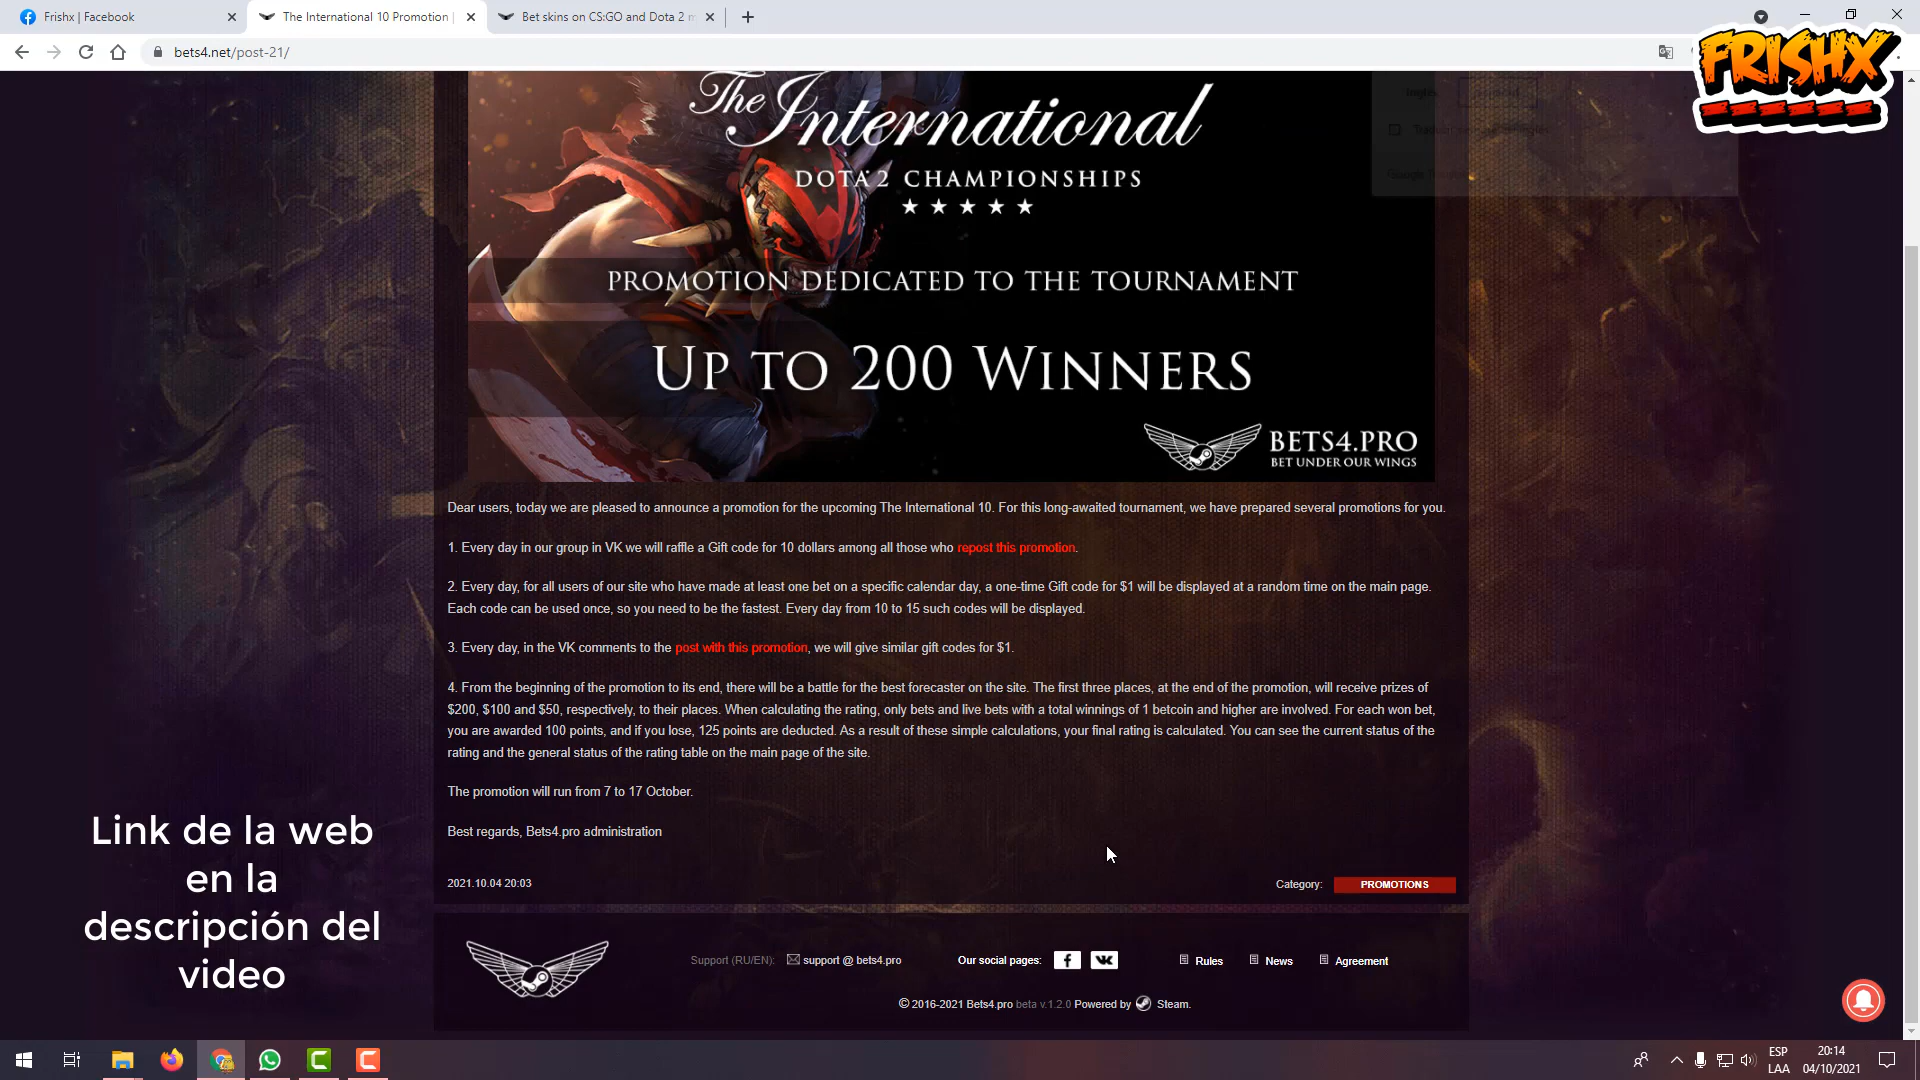 Frishx | Facebook
The International 10 Promotion |
Bet skins on CS:GO and Dota 2 m
bets4.net/post-21/
FRISHX
The International
DOTA 2 CHAMPIONSHIPS
PROMOTION DEDICATED TO THE TOURNAMENT
UP TO 200 WINNERS
BETS4.PRO
BET UNDER OUR WINGS
Dear users, today we are pleased to announce a promotion for the upcoming The International 10. For this long-awaited tournament, we have prepared several promotions for you.
1. Every day in our group in VK we will raffle a Gift code for 10 dollars among all those who repost this promotion.
2. Every day, for all users of our site who have made at least one bet on a specific calendar day, a one-time Gift code for $1 will be displayed at a random time on the main page.
Each code can be used once, so you need to be the fastest. Every day from 10 to 15 such codes will be displayed.
3. Every day, in the VK comments to the post with this promotion, we will give similar gift codes for $1.
4. From the beginning of the promotion to its end, there will be a battle for the best forecaster on the site. The first three places, at the end of the promotion, will receive prizes of
$200, $100 and $50, respectively, to their places. When calculating the rating, only bets and live bets with a total winnings of 1 betcoin and higher are involved. For each won bet,
you are awarded 100 points, and if you lose, 125 points are deducted. As a result of these simple calculations, your final rating is calculated. You can see the current status of the
rating and the general status of the rating table on the main page of the site.
The promotion will run from 7 to 17 October.
Best regards, Bets4.pro administration
2021.10.04 20:03
Category: PROMOTIONS
Link de la web
en la
descripción del
video
Support (RU/EN): support @ bets4.pro
Our social pages:
Rules
News
Agreement
© 2016-2021 Bets4.pro beta v.1.2.0 Powered by Steam.
ESP
LAA
20:14
04/10/2021